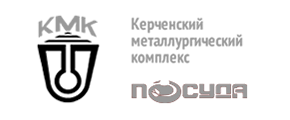 КМК
Керченский
металлургический
комплекс
ПОСУДА